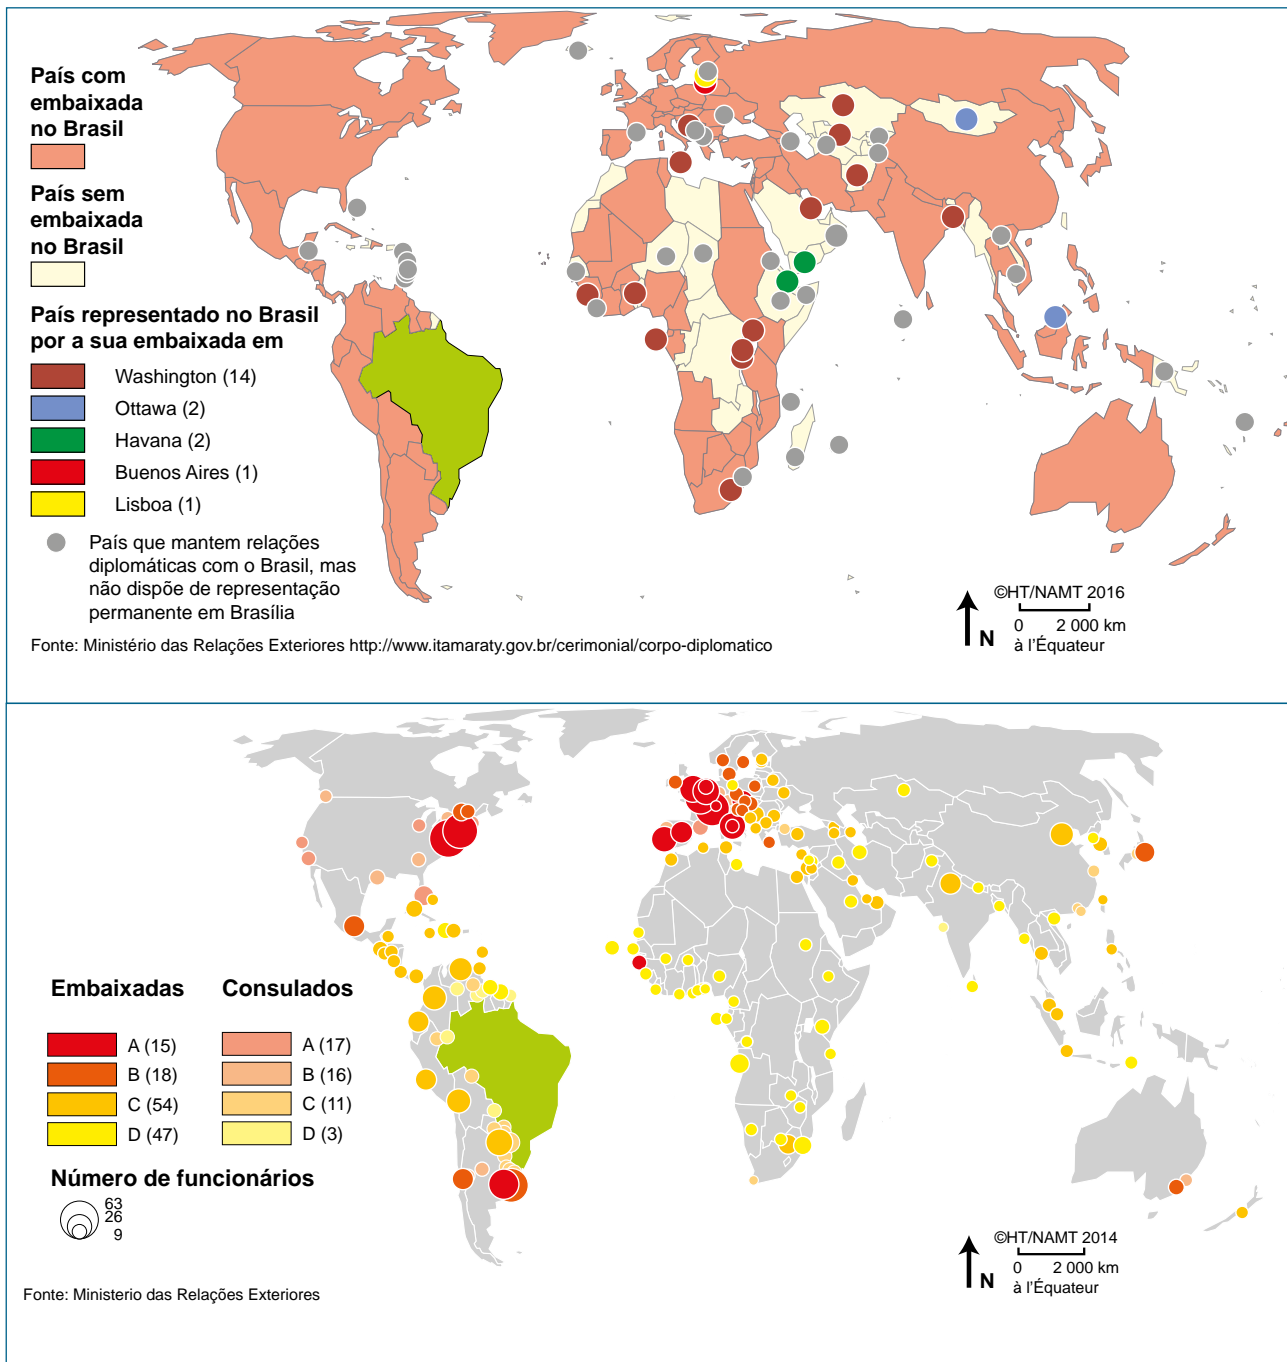 País com
embaixada
no Brasil
País sem
embaixada
no Brasil
País representado no Brasil
por a sua embaixada em
Washington (14)
Ottawa (2)
Havana (2)
Buenos Aires (1)
Lisboa (1)
País que mantem relações
diplomáticas com o Brasil, mas
não dispõe de representação
permanente em Brasília
©HT/NAMT 2016
0 2 000 km
N
à l'Équateur
Fonte: Ministério das Relações Exteriores http://www.itamaraty.gov.br/cerimonial/corpo-diplomatico
Embaixadas Consulados
A (15) A (17)
B (18) B (16)
C (54) C (11)
D (47) D (3)
Número de funcionários
63
26
9
©HT/NAMT 2014
0 2 000 km
N
à l'Équateur
Fonte: Ministerio das Relações Exteriores